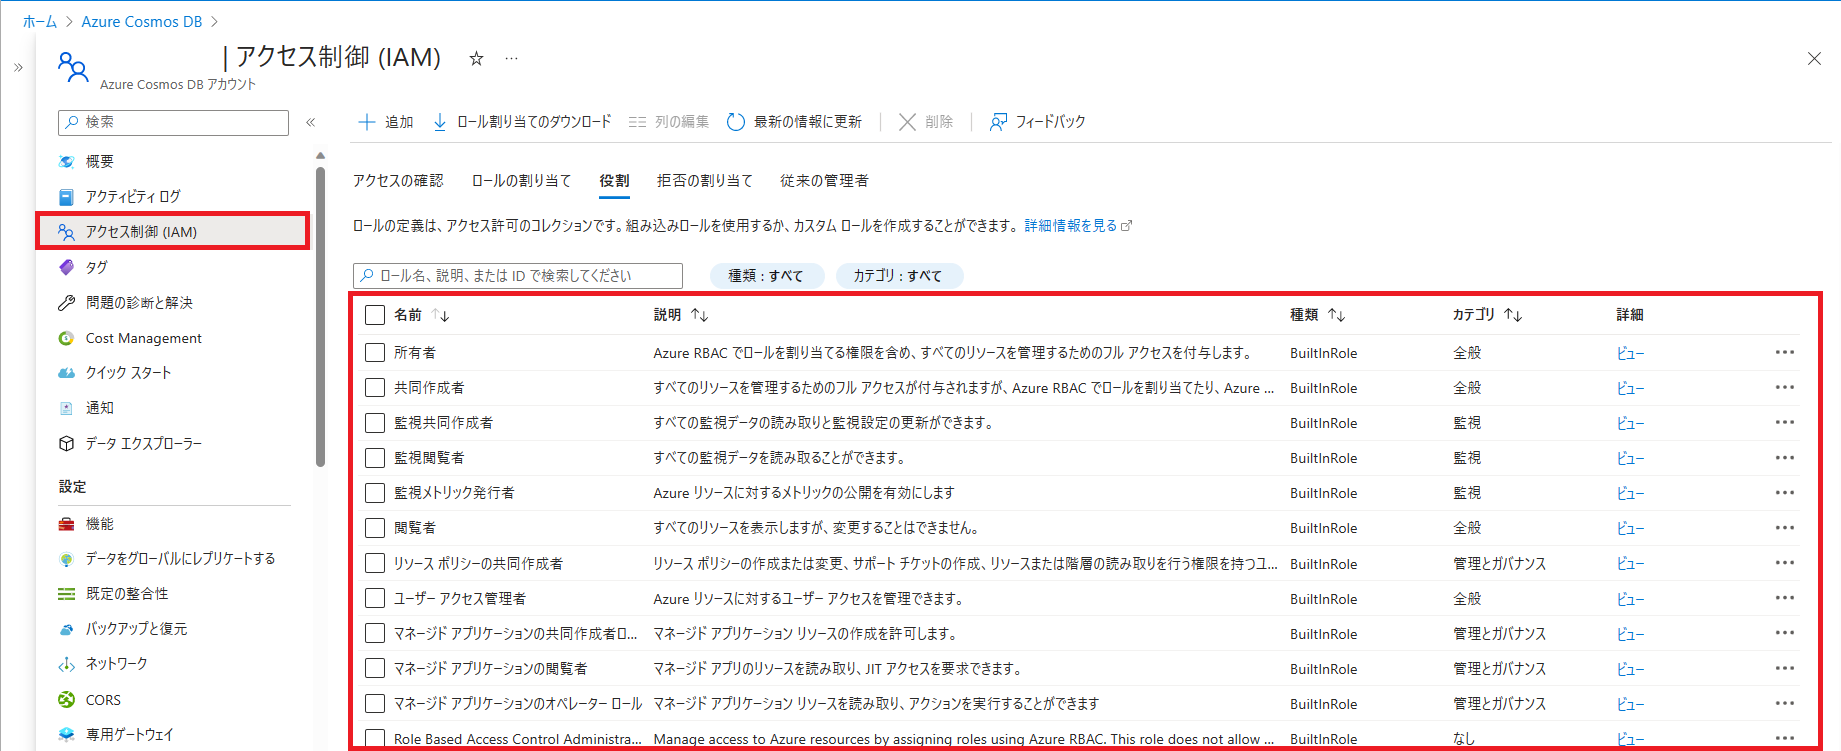 ホーム > Azure Cosmos DB >
| アクセス制御 (IAM) ☆ …
Azure Cosmos DB アカウント
検索
概要
アクティビティ ログ
アクセス制御 (IAM)
タグ
問題の診断と解決
Cost Management
クイック スタート
通知
データ エクスプローラー
設定
機能
データをグローバルにレプリケートする
既定の整合性
バックアップと復元
ネットワーク
CORS
専用ゲートウェイ
追加 ロール割り当てのダウンロード 列の編集 最新の情報に更新 削除 フィードバック
アクセスの確認 ロールの割り当て 役割 拒否の割り当て 従来の管理者
ロールの定義は、アクセス許可のコレクションです。組み込みロールを使用するか、カスタム ロールを作成することができます。 詳細情報を見る
ロール名、説明、または ID で検索してください 種類 : すべて カテゴリ : すべて
名前 ↑↓ 説明 ↑↓ 種類 ↑↓ カテゴリ ↑↓ 詳細
所有者 Azure RBAC でロールを割り当てる権限を含め、すべてのリソースを管理するためのフル アクセスを付与します。 BuiltInRole 全般 ビュー ...
共同作成者 すべてのリソースを管理するためのフル アクセスが付与されますが、Azure RBAC でロールを割り当てたり、Azure ... BuiltInRole 全般 ビュー ...
監視共同作成者 すべての監視データの読み取りと監視設定の更新ができます。 BuiltInRole 監視 ビュー ...
監視閲覧者 すべての監視データを読み取ることができます。 BuiltInRole 監視 ビュー ...
監視メトリック発行者 Azure リソースに対するメトリックの公開を有効にします BuiltInRole 監視 ビュー ...
閲覧者 すべてのリソースを表示しますが、変更することはできません。 BuiltInRole 全般 ビュー ...
リソース ポリシーの共同作成者 リソース ポリシーの作成または変更、サポート チケットの作成、リソースまたは階層の読み取りを行う権限を持つユ... BuiltInRole 管理とガバナンス ビュー ...
ユーザー アクセス管理者 Azure リソースに対するユーザー アクセスを管理できます。 BuiltInRole 全般 ビュー ...
マネージド アプリケーションの共同作成者ロ... マネージド アプリケーション リソースの作成を許可します。 BuiltInRole 管理とガバナンス ビュー ...
マネージド アプリケーションの閲覧者 マネージド アプリのリソースを読み取り、JIT アクセスを要求できます。 BuiltInRole 管理とガバナンス ビュー ...
マネージド アプリケーションのオペレーター ロール マネージド アプリケーション リソースを読み取り、アクションを実行することができます BuiltInRole 管理とガバナンス ビュー ...
Role Based Access Control Administra... Manage access to Azure resources by assigning roles using Azure RBAC. This role does not allow ... BuiltInRole なし ビュー ...